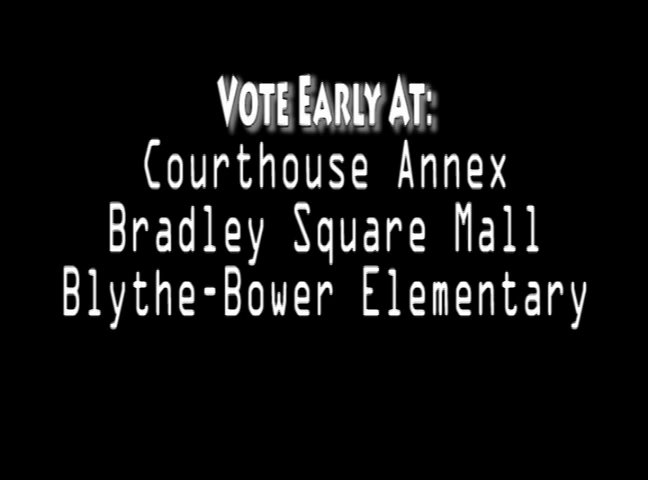 Vote Early At:
Courthouse Annex
Bradley Square Mall
Blythe-Bower Elementary